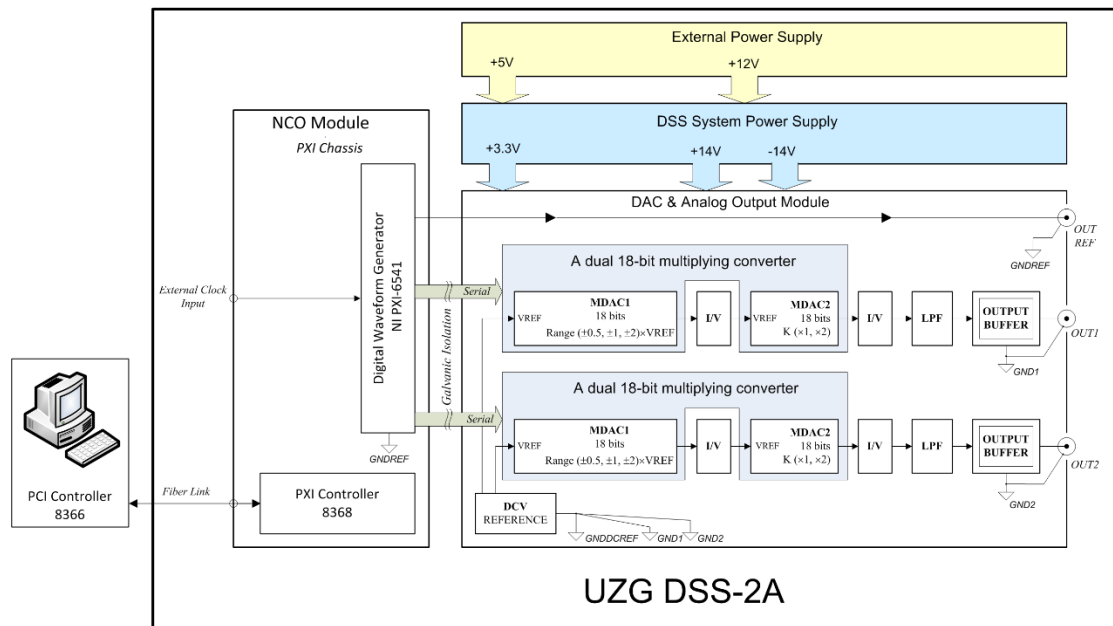 External Power Supply
+5V
+12V
DSS System Power Supply
+3.3V
+14V
-14V
NCO Module
PXI Chassis
Digital Waveform Generator
NI PXI-6541
External Clock
Input
Galvanic Isolation
Serial
Serial
GNDREF
PXI Controller
8368
Fiber Link
PCI Controller
8366
DAC & Analog Output Module
OUT
REF
GNDREF
A dual 18-bit multiplying converter
VREF
MDAC1
18 bits
Range (±0.5, ±1, ±2)×VREF
I/V
VREF
MDAC2
18 bits
K (×1, ×2)
I/V
LPF
OUTPUT
BUFFER
OUT1
GND1
A dual 18-bit multiplying converter
VREF
MDAC1
18 bits
Range (±0.5, ±1, ±2)×VREF
I/V
VREF
MDAC2
18 bits
K (×1, ×2)
I/V
LPF
OUTPUT
BUFFER
OUT2
GND2
DCV
REFERENCE
GNDDCREF
GND1
GND2
UZG DSS-2A